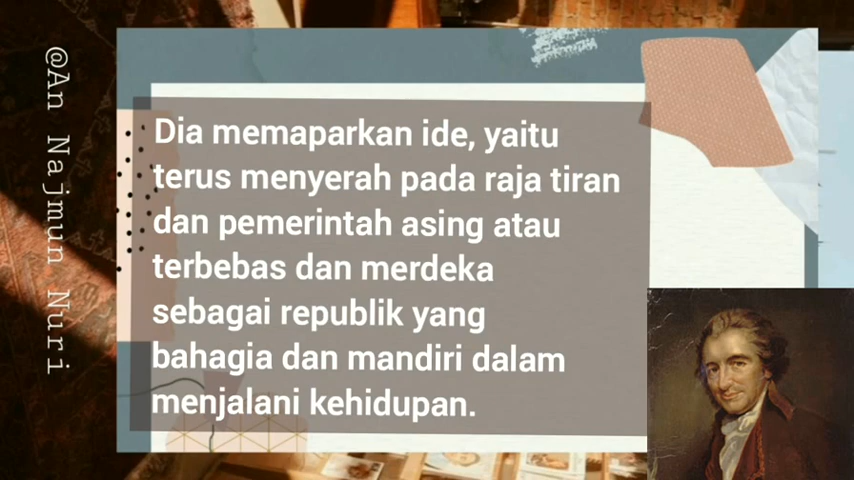 @An Najmun Nuri
Dia memaparkan ide, yaitu
terus menyerah pada raja tiran
dan pemerintah asing atau
terbebas dan merdeka
sebagai republik yang
bahagia dan mandiri dalam
menjalani kehidupan.